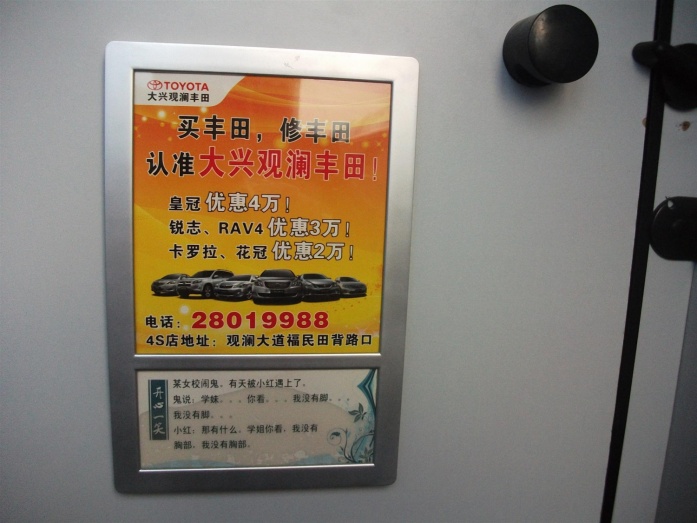 TOYOTA
大兴观澜丰田
买丰田，修丰田
认准大兴观澜丰田！
皇冠 优惠4万！
锐志、RAV4 优惠3万！
卡罗拉、花冠 优惠2万！
电话：28019988
4S店地址：观澜大道福民田背路口
开心一笑
某女校闹鬼，有天被小红遇上了。
鬼说：学妹．．．你看．．．我没有脚．．
我没有脚．．．
小红：那有什么，学姐你看，我没有
胸部，我没有胸部。